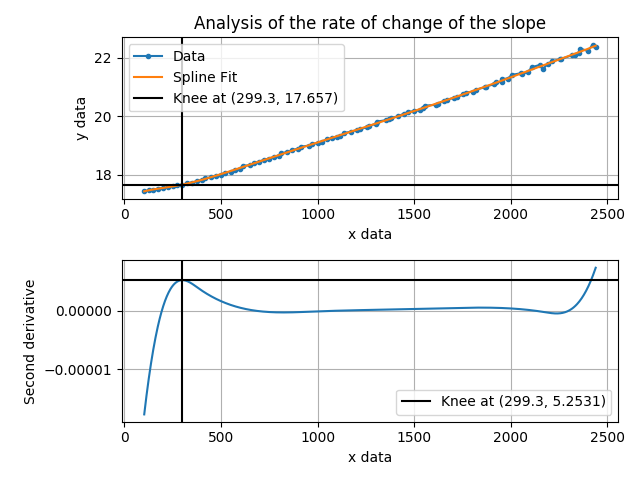 Analysis of the rate of change of the slope
Data
Spline Fit
Knee at (299.3, 17.657)
y data
22
20
18
0 500 1000 1500 2000 2500
x data
Second derivative
0.00000
−0.00001
Knee at (299.3, 5.2531)
0 500 1000 1500 2000 2500
x data